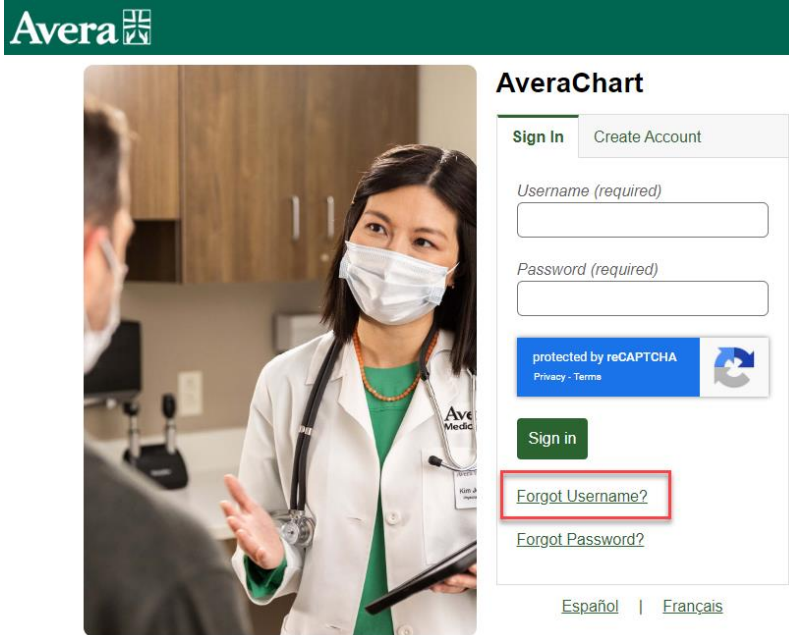 Avera
AveraChart
Sign In
Create Account
Username (required)
Password (required)
protected by reCAPTCHA
Privacy - Terms
Sign in
Forgot Username?
Forgot Password?
Español | Français
Kim